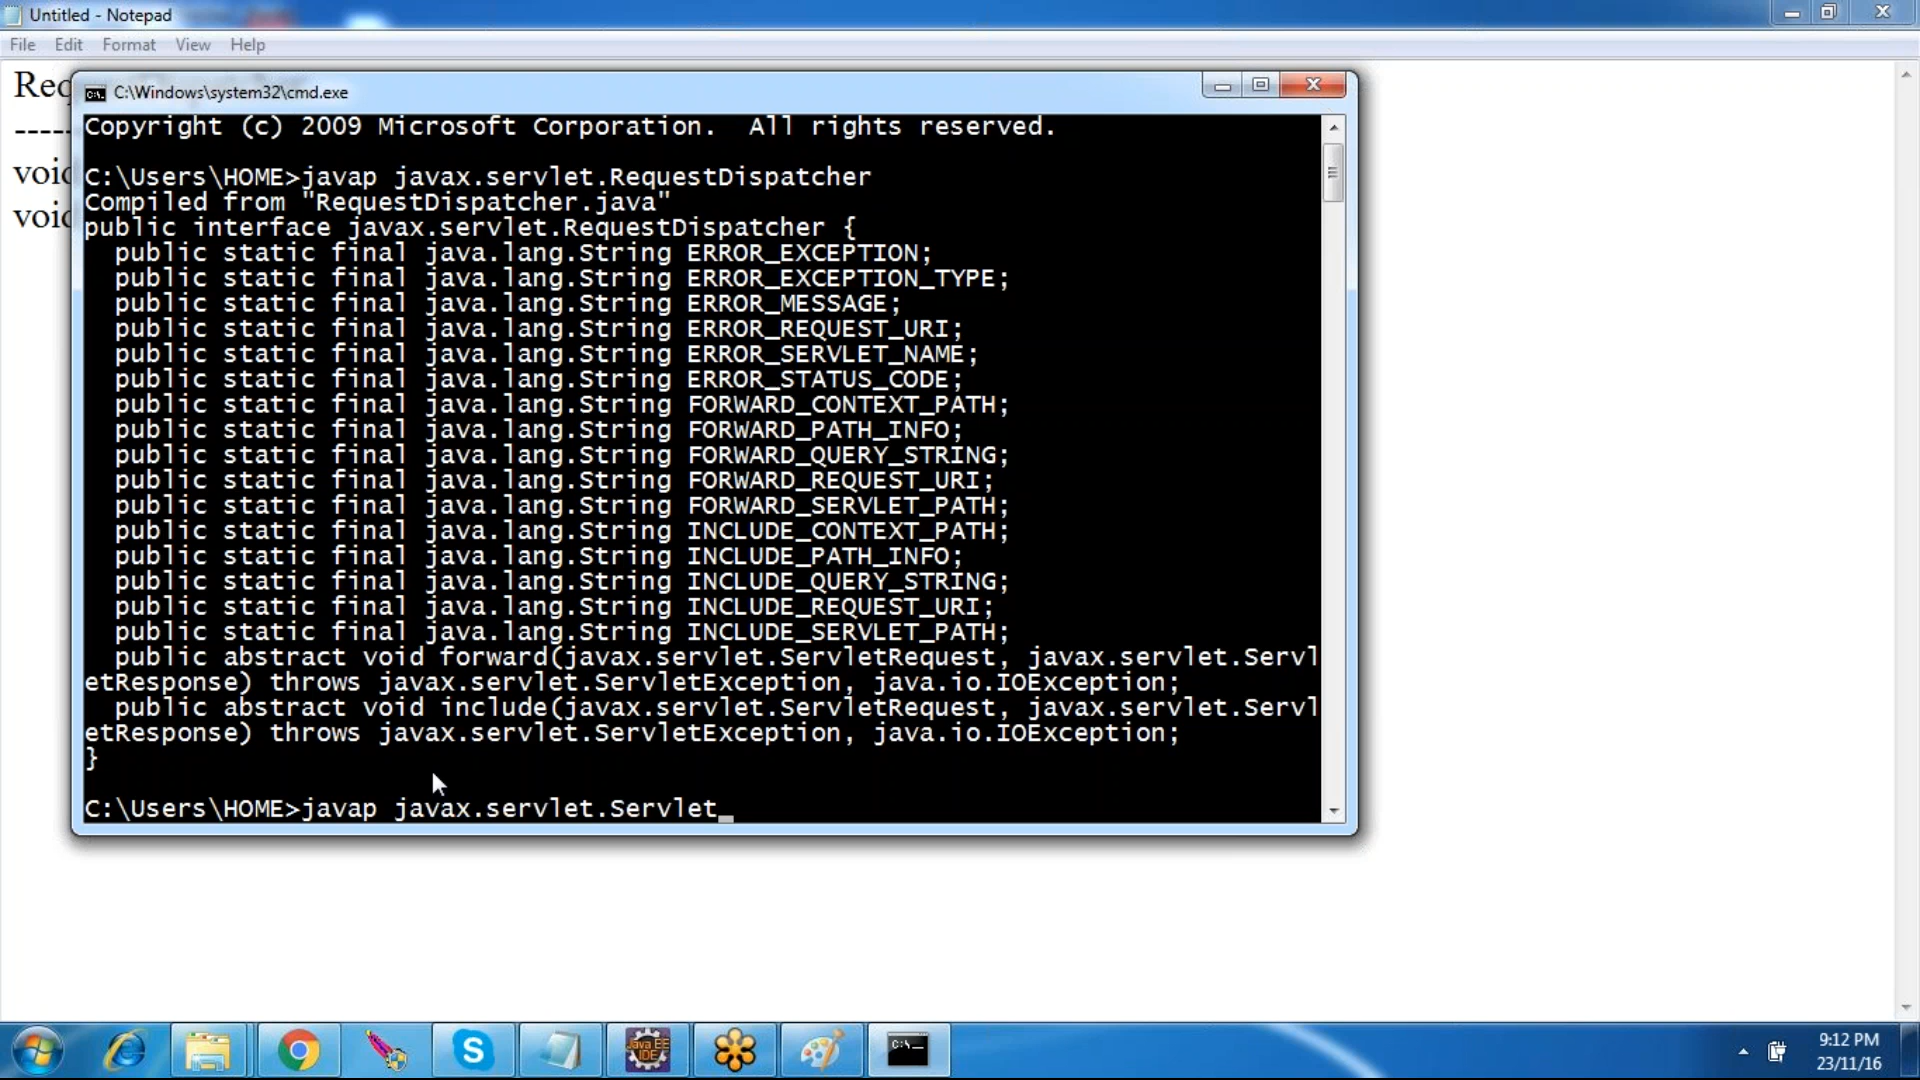 Untitled - Notepad
File Edit Format View Help
Req
-----
void
void
C:\Windows\system32\cmd.exe
Copyright (c) 2009 Microsoft Corporation.  All rights reserved.
C:\Users\HOME>javap javax.servlet.RequestDispatcher
Compiled from "RequestDispatcher.java"
public interface javax.servlet.RequestDispatcher {
  public static final java.lang.String ERROR_EXCEPTION;
  public static final java.lang.String ERROR_EXCEPTION_TYPE;
  public static final java.lang.String ERROR_MESSAGE;
  public static final java.lang.String ERROR_REQUEST_URI;
  public static final java.lang.String ERROR_SERVLET_NAME;
  public static final java.lang.String ERROR_STATUS_CODE;
  public static final java.lang.String FORWARD_CONTEXT_PATH;
  public static final java.lang.String FORWARD_PATH_INFO;
  public static final java.lang.String FORWARD_QUERY_STRING;
  public static final java.lang.String FORWARD_REQUEST_URI;
  public static final java.lang.String FORWARD_SERVLET_PATH;
  public static final java.lang.String INCLUDE_CONTEXT_PATH;
  public static final java.lang.String INCLUDE_PATH_INFO;
  public static final java.lang.String INCLUDE_QUERY_STRING;
  public static final java.lang.String INCLUDE_REQUEST_URI;
  public static final java.lang.String INCLUDE_SERVLET_PATH;
  public abstract void forward(javax.servlet.ServletRequest, javax.servlet.Servl
etResponse) throws javax.servlet.ServletException, java.io.IOException;
  public abstract void include(javax.servlet.ServletRequest, javax.servlet.Servl
etResponse) throws javax.servlet.ServletException, java.io.IOException;
}
C:\Users\HOME>javap javax.servlet.Servlet_
Java EE
IDE
C:\_
9:12 PM
23/11/16